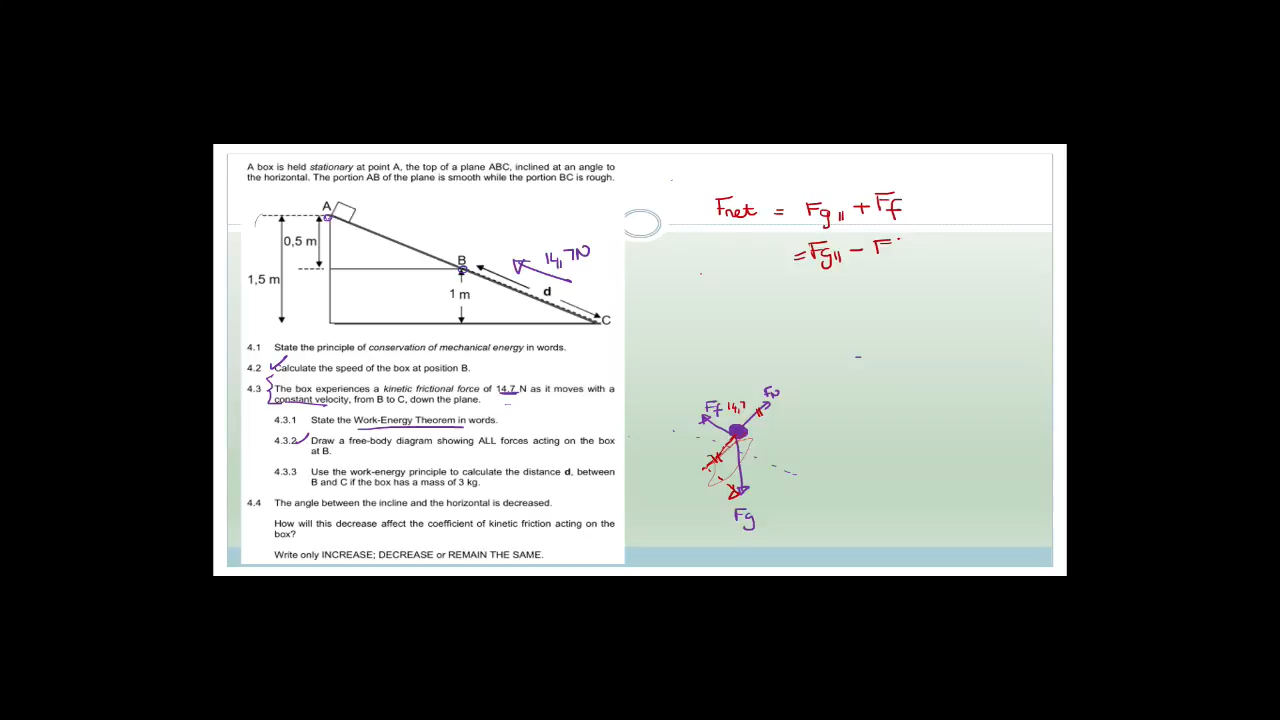 A box is held stationary at point A, the top of a plane ABC, inclined at an angle to
the horizontal. The portion AB of the plane is smooth while the portion BC is rough.
A
0,5 m
1,5 m
B
1 m
d
C
14,7N
4.1 State the principle of conservation of mechanical energy in words.
4.2 Calculate the speed of the box at position B.
4.3 The box experiences a kinetic frictional force of 14,7 N as it moves with a
constant velocity, from B to C, down the plane.
4.3.1 State the Work-Energy Theorem in words.
4.3.2 Draw a free-body diagram showing ALL forces acting on the box
at B.
4.3.3 Use the work-energy principle to calculate the distance d, between
B and C if the box has a mass of 3 kg.
4.4 The angle between the incline and the horizontal is decreased.
How will this decrease affect the coefficient of kinetic friction acting on the
box?
Write only INCREASE; DECREASE or REMAIN THE SAME.
Fnet = Fg|| + Ff
= Fg|| - F
Ff 14,7
Fg